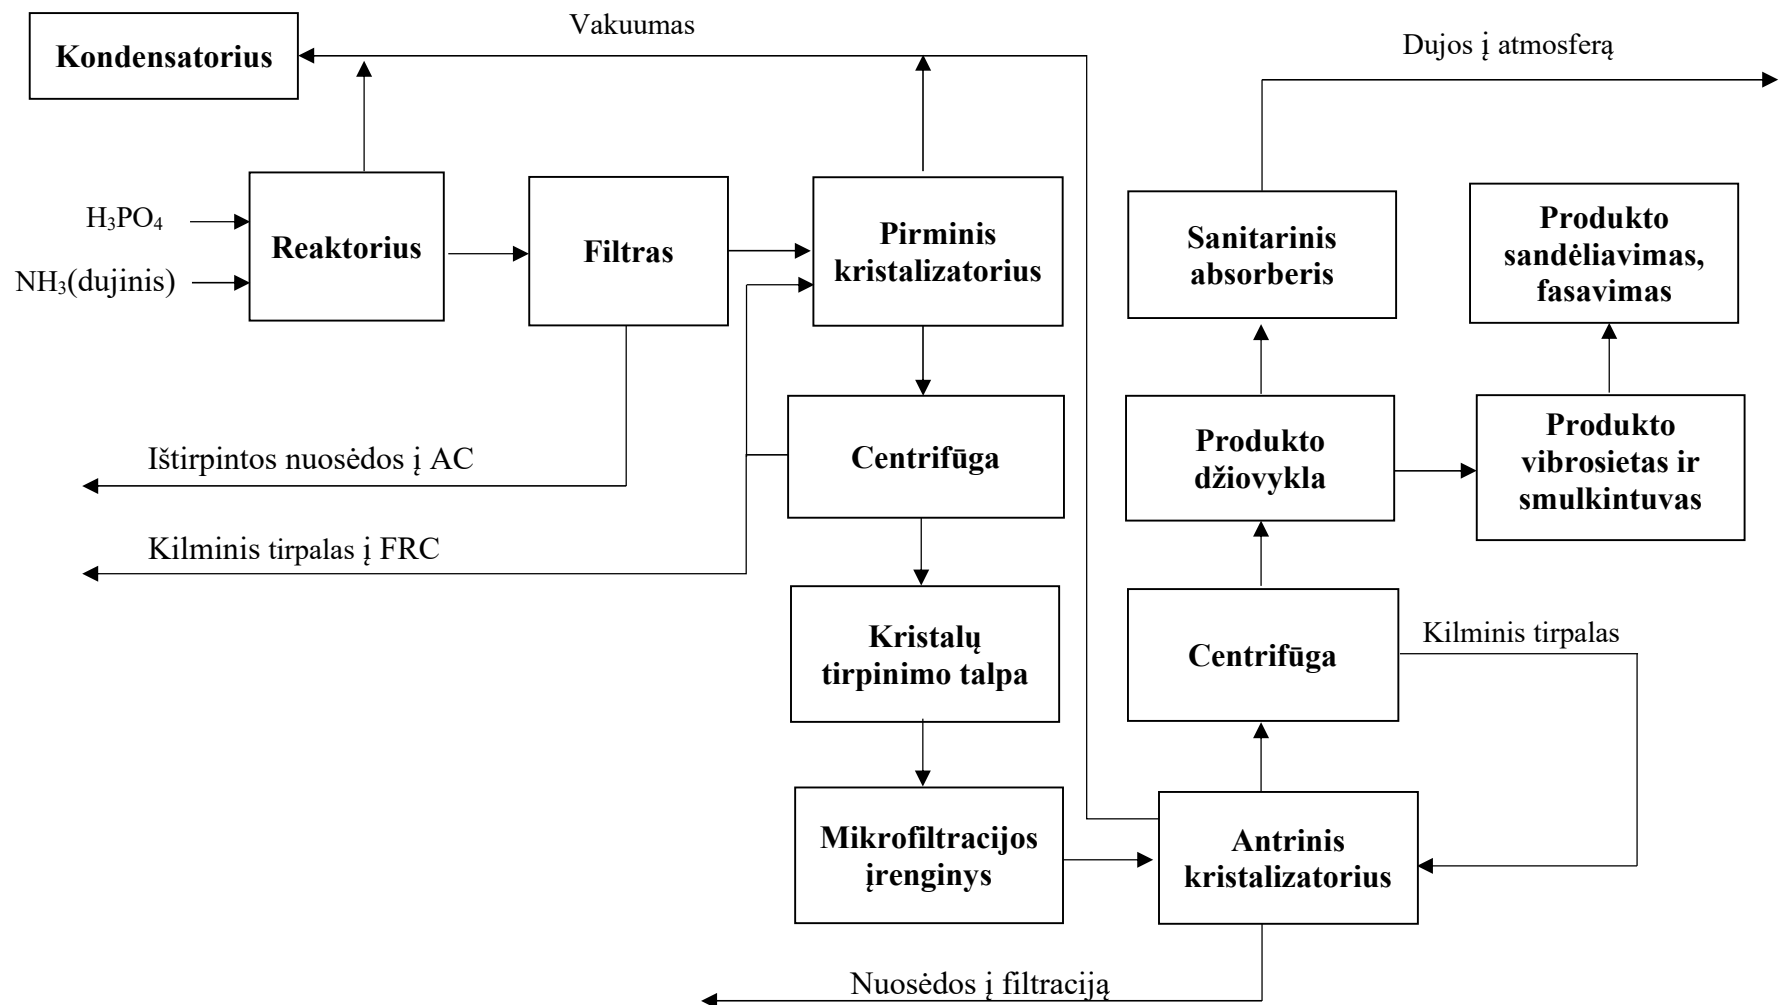 Vakuumas
Kondensatorius
Dujos į atmosferą
H₃PO₄
NH₃(dujinis)
Reaktorius
Filtras
Pirminis
kristalizatorius
Sanitarinis
absorberis
Produkto
sandėliavimas,
fasavimas
Ištirpintos nuosėdos į AC
Kilminis tirpalas į FRC
Centrifūga
Produkto
džiovykla
Produkto
vibrosietas ir
smulkintuvas
Kristalų
tirpinimo talpa
Centrifūga
Kilminis tirpalas
Mikrofiltracijos
įrenginys
Antrinis
kristalizatorius
Nuosėdos į filtraciją